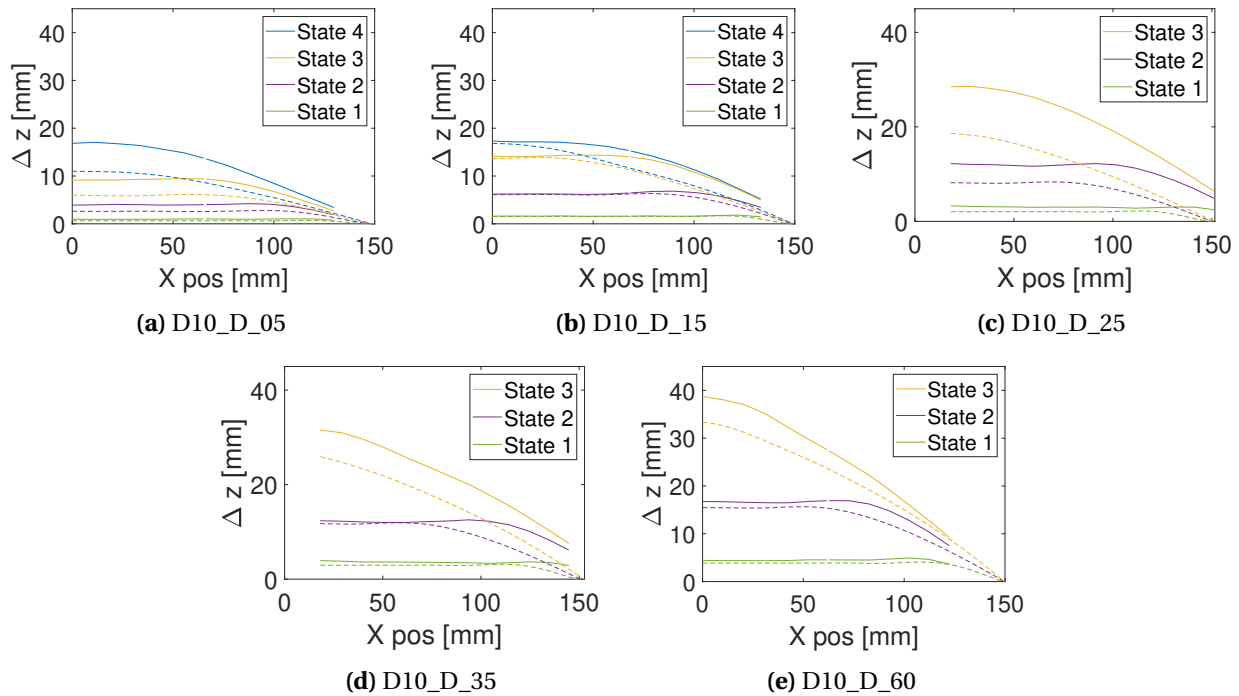 40
30
20
10
0
Δ z [mm]
State 4
State 3
State 2
State 1
0 50 100 150
X pos [mm]
(a) D10_D_05
40
30
20
10
0
Δ z [mm]
State 4
State 3
State 2
State 1
0 50 100 150
X pos [mm]
(b) D10_D_15
40
20
0
Δ z [mm]
State 3
State 2
State 1
0 50 100 150
X pos [mm]
(c) D10_D_25
40
20
0
Δ z [mm]
State 3
State 2
State 1
0 50 100 150
X pos [mm]
(d) D10_D_35
40
30
20
10
0
Δ z [mm]
State 3
State 2
State 1
0 50 100 150
X pos [mm]
(e) D10_D_60